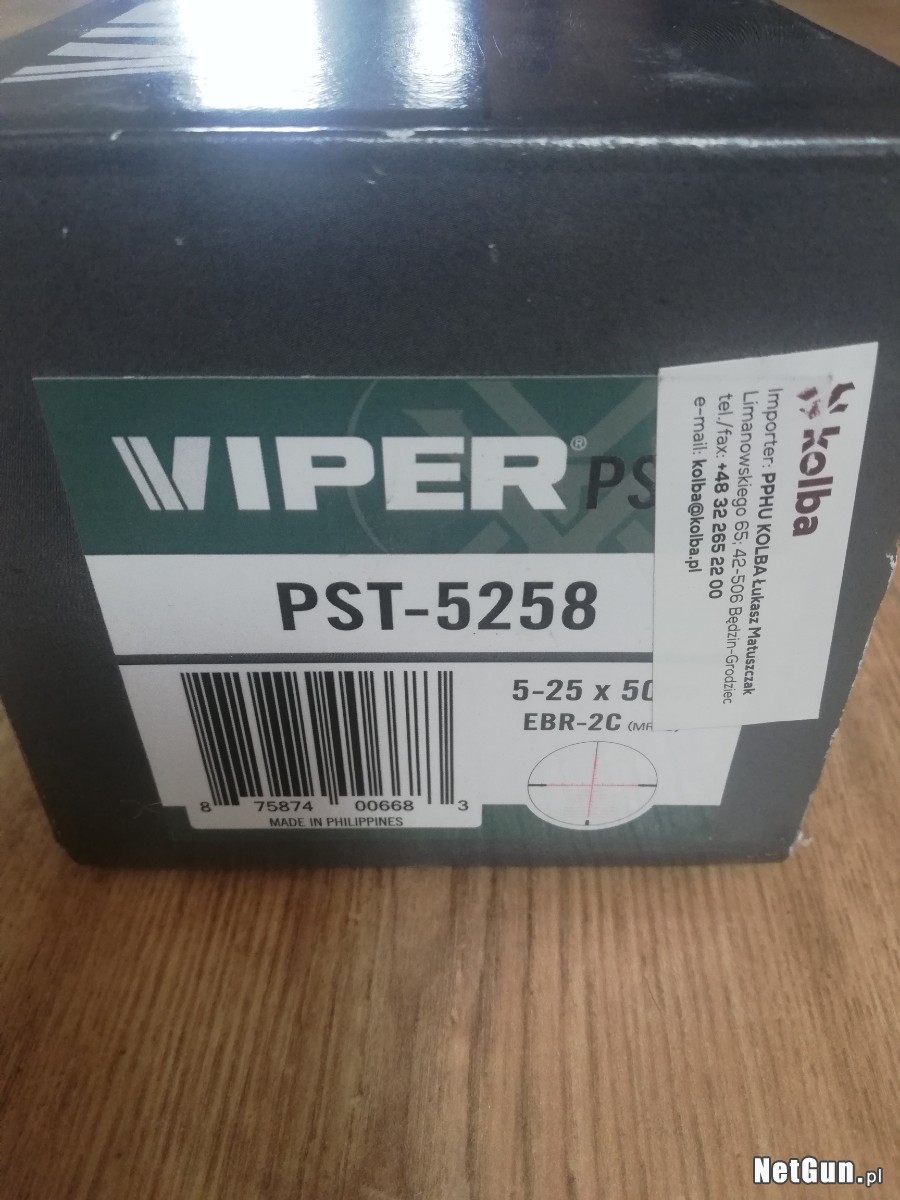 VIPER® PS
PST-5258
5-25 x 50
EBR-2C
8 75874 00668 3
MADE IN PHILIPPINES
kolba
Importer: PPHU KOLBA Łukasz Matuszczak
Limanowskiego 65; 42-506 Będzin-Grodziec
tel./fax: +48 32 265 22 00
e-mail: kolba@kolba.pl
NetGun.pl